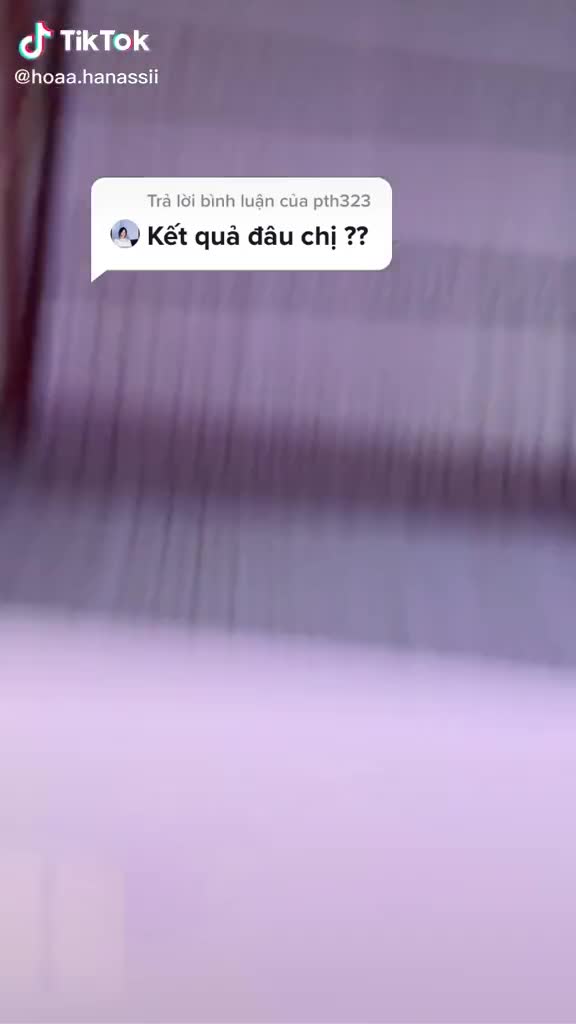 TikTok
@hoaa.hanassii
Trả lời bình luận của pth323
Kết quả đâu chị ??